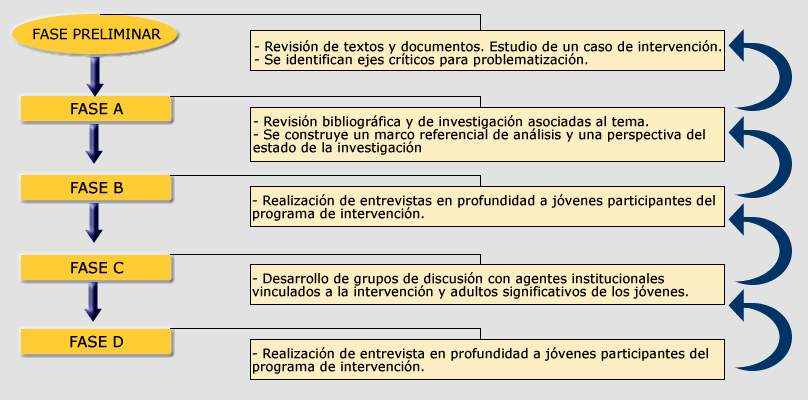 FASE PRELIMINAR
- Revisión de textos y documentos. Estudio de un caso de intervención.
- Se identifican ejes críticos para problematización.
FASE A
- Revisión bibliográfica y de investigación asociadas al tema.
- Se construye un marco referencial de análisis y una perspectiva del
estado de la investigación
FASE B
- Realización de entrevistas en profundidad a jóvenes participantes del
programa de intervención.
FASE C
- Desarrollo de grupos de discusión con agentes institucionales
vinculados a la intervención y adultos significativos de los jóvenes.
FASE D
- Realización de entrevista en profundidad a jóvenes participantes del
programa de intervención.